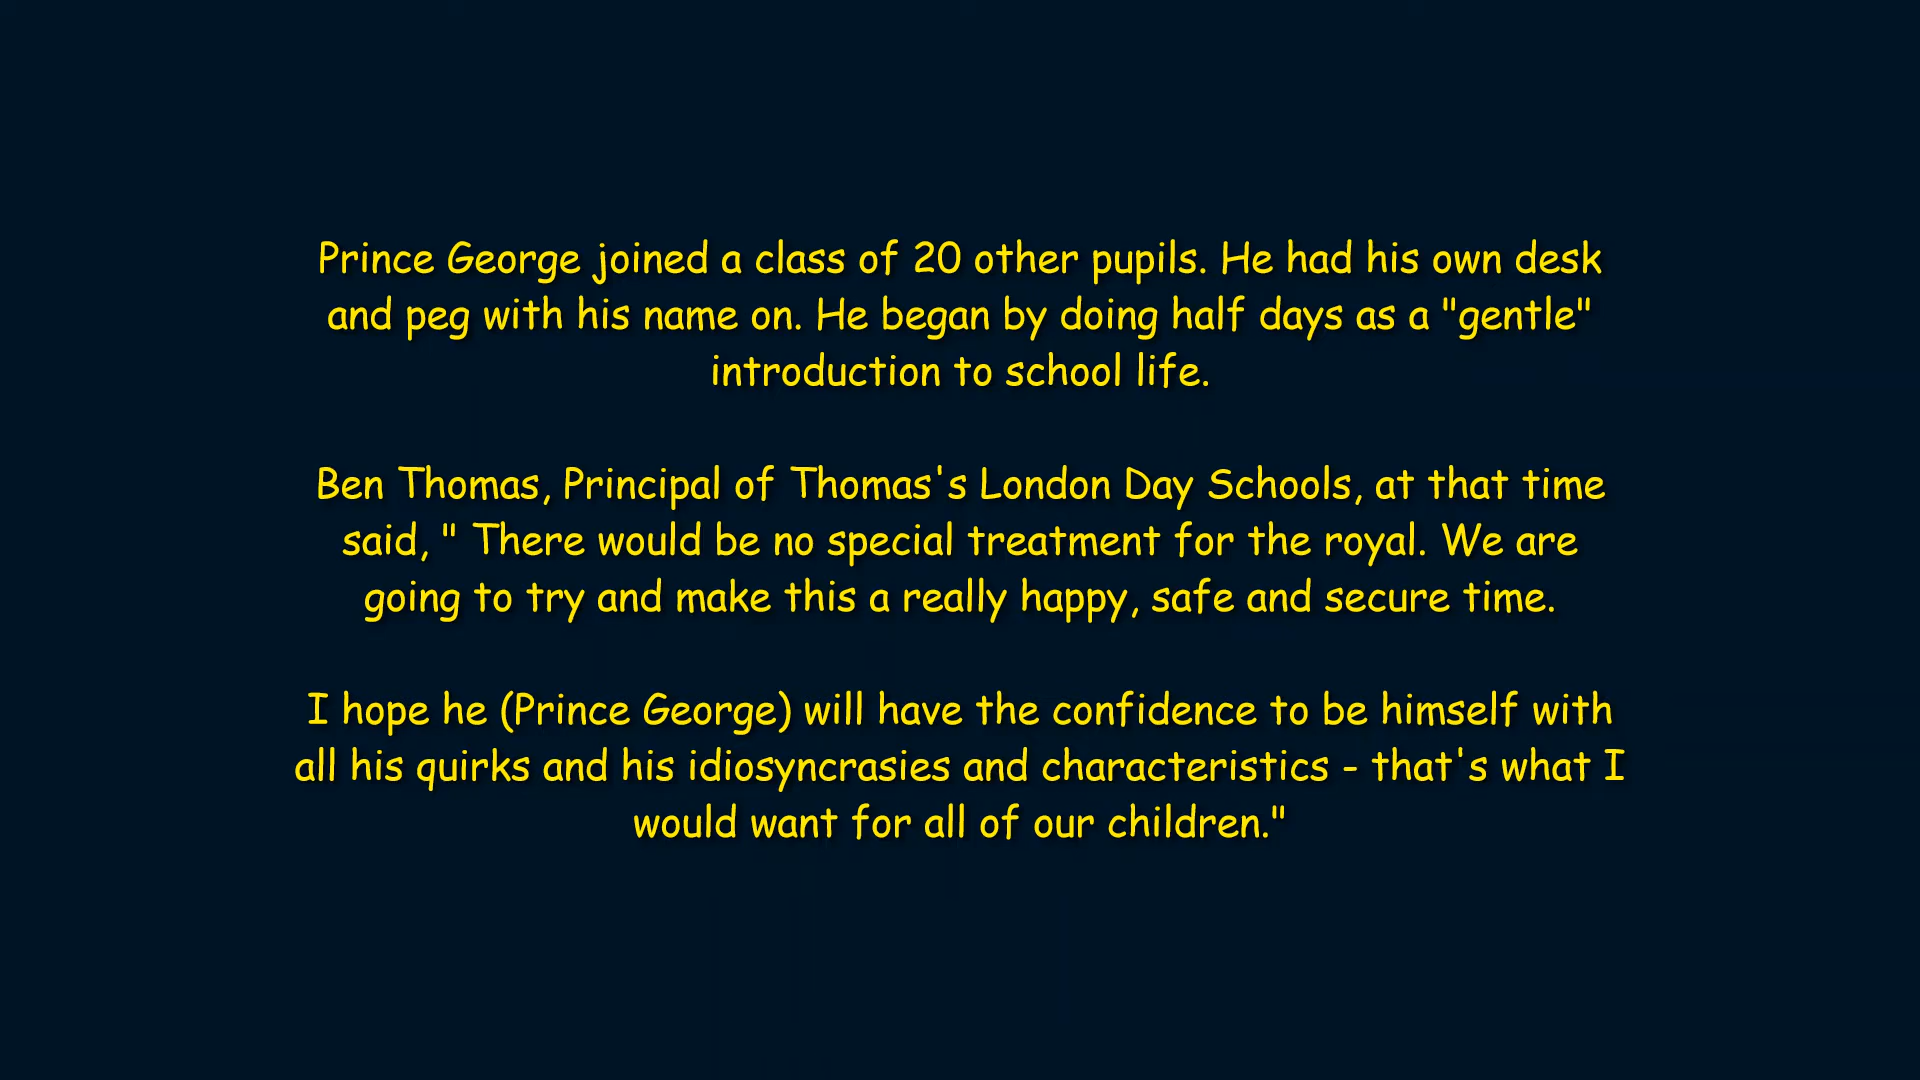 Prince George joined a class of 20 other pupils. He had his own desk
and peg with his name on. He began by doing half days as a "gentle"
introduction to school life.
Ben Thomas, Principal of Thomas's London Day Schools, at that time
said, " There would be no special treatment for the royal. We are
going to try and make this a really happy, safe and secure time.
I hope he (Prince George) will have the confidence to be himself with
all his quirks and his idiosyncrasies and characteristics - that's what I
would want for all of our children."